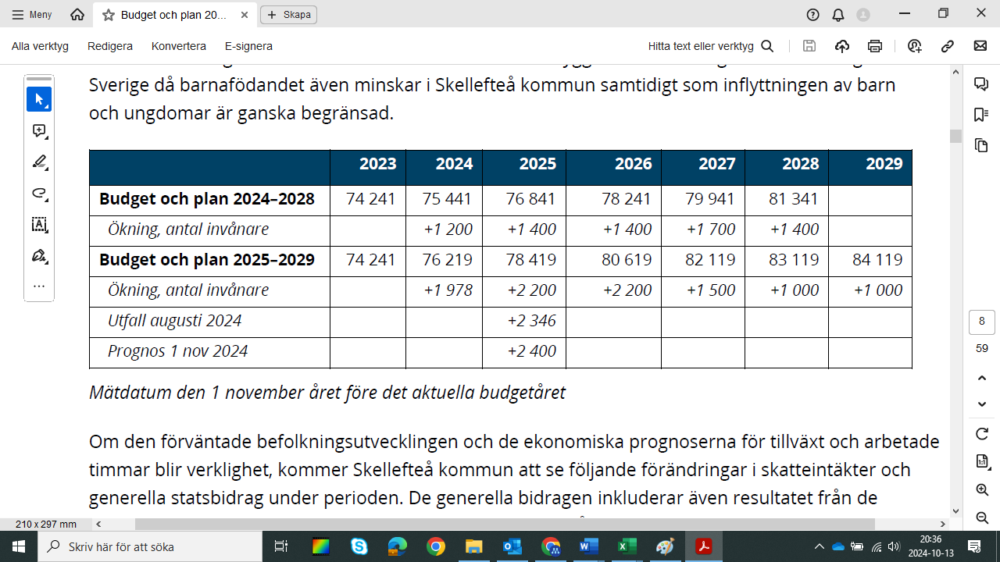 Meny
Budget och plan 20...
Skapa
Alla verktyg Redigera Konvertera E-signera Hitta text eller verktyg
Sverige då barnafödandet även minskar i Skellefteå kommun samtidigt som inflyttningen av barn
och ungdomar är ganska begränsad.
2023 2024 2025 2026 2027 2028 2029
Budget och plan 2024–2028 74 241 75 441 76 841 78 241 79 941 81 341
Ökning, antal invånare +1 200 +1 400 +1 400 +1 700 +1 400
Budget och plan 2025–2029 74 241 76 219 78 419 80 619 82 119 83 119 84 119
Ökning, antal invånare +1 978 +2 200 +2 200 +1 500 +1 000 +1 000
Utfall augusti 2024 +2 346
Prognos 1 nov 2024 +2 400
Mätdatum den 1 november året före det aktuella budgetåret
Om den förväntade befolkningsutvecklingen och de ekonomiska prognoserna för tillväxt och arbetade
timmar blir verklighet, kommer Skellefteå kommun att se följande förändringar i skatteintäkter och
generella statsbidrag under perioden. De generella bidragen inkluderar även resultatet från de
8
59
210 x 297 mm
Skriv här för att söka
20:36
2024-10-13